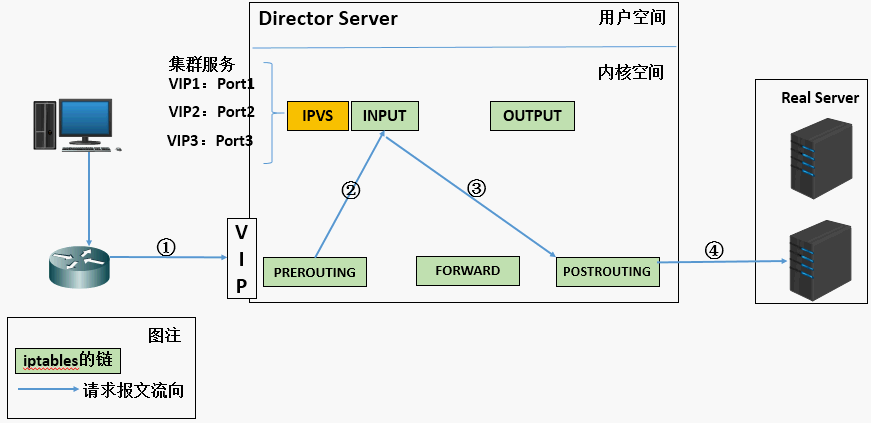 Director Server
用户空间
集群服务
VIP1：Port1
VIP2：Port2
VIP3：Port3
内核空间
IPVS
INPUT
OUTPUT
Real Server
①
②
③
④
VIP
PREROUTING
FORWARD
POSTROUTING
图注
iptables的链
请求报文流向